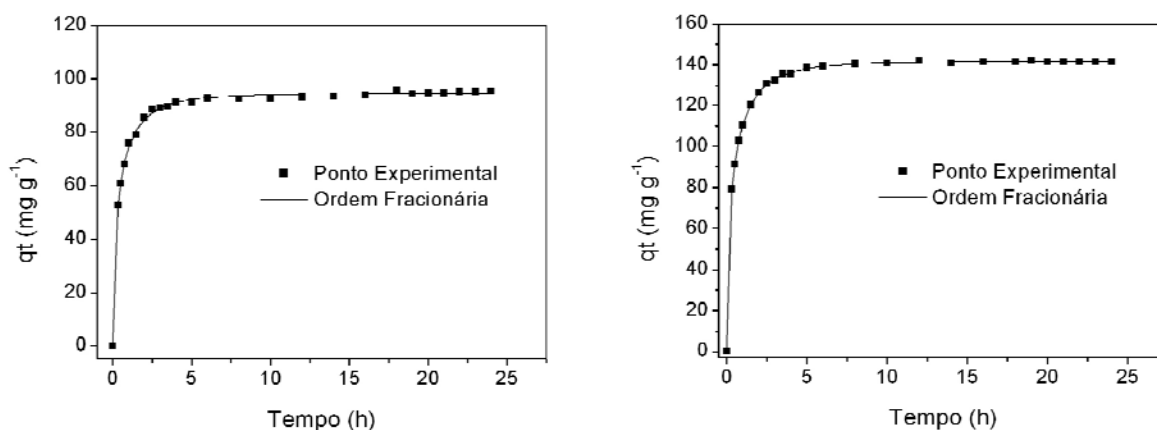 120
100
80
60
40
20
0
qt (mg g⁻¹)
Ponto Experimental
Ordem Fracionária
0 5 10 15 20 25
Tempo (h)
160
140
120
100
80
60
40
20
0
qt (mg g⁻¹)
Ponto Experimental
Ordem Fracionária
0 5 10 15 20 25
Tempo (h)